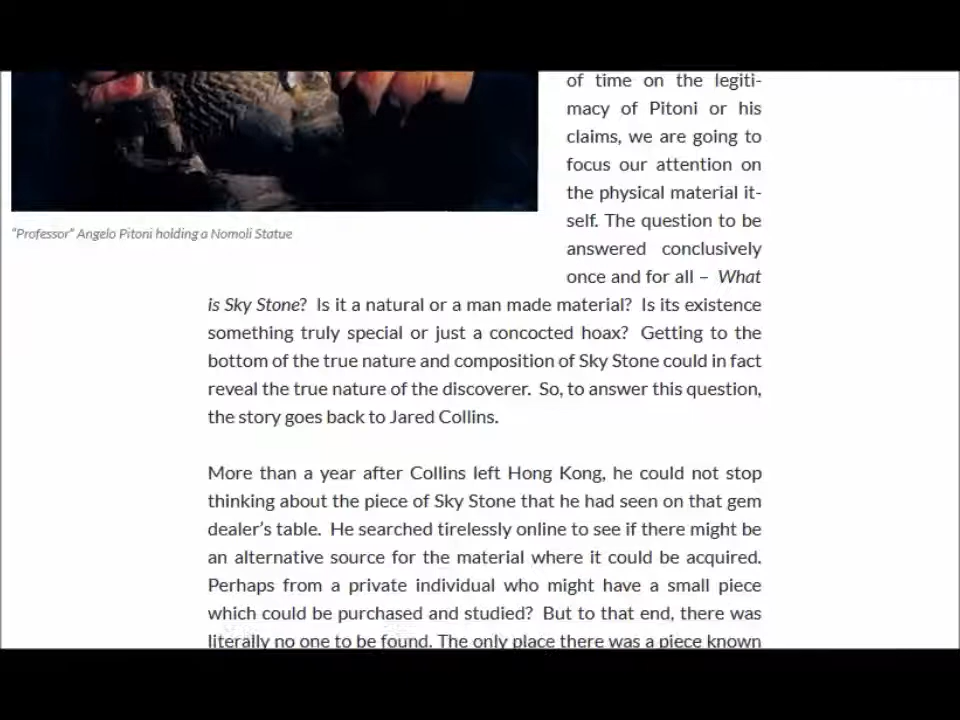 of time on the legiti-
macy of Pitoni or his
claims, we are going to
focus our attention on
the physical material it-
self. The question to be
answered conclusively
once and for all – What
"Professor" Angelo Pitoni holding a Nomoli Statue
is Sky Stone? Is it a natural or a man made material? Is its existence
something truly special or just a concocted hoax? Getting to the
bottom of the true nature and composition of Sky Stone could in fact
reveal the true nature of the discoverer. So, to answer this question,
the story goes back to Jared Collins.
More than a year after Collins left Hong Kong, he could not stop
thinking about the piece of Sky Stone that he had seen on that gem
dealer's table. He searched tirelessly online to see if there might be
an alternative source for the material where it could be acquired.
Perhaps from a private individual who might have a small piece
which could be purchased and studied? But to that end, there was
literally no one to be found. The only place there was a piece known